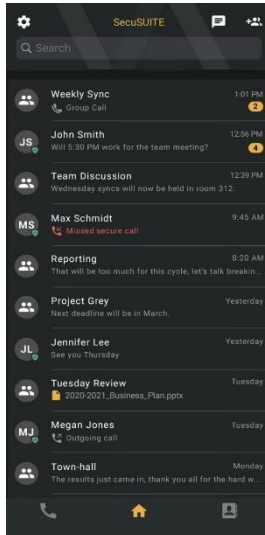 SecuSUITE
Search
Weekly Sync 1:01 PM
Group Call 2
JS John Smith 12:56 PM
Will 5:30 PM work for the team meeting? 4
Team Discussion 12:39 PM
Wednesday syncs will now be held in room 312.
MS Max Schmidt 9:45 AM
Missed secure call
Reporting 8:20 AM
That will be too much for this cycle, let's talk breakin...
Project Grey Yesterday
Next deadline will be in March.
JL Jennifer Lee Yesterday
See you Thursday
Tuesday Review Tuesday
2020-2021_Business_Plan.pptx
MJ Megan Jones Tuesday
Outgoing call
Town-hall Monday
The results just came in, thank you all for the hard w...